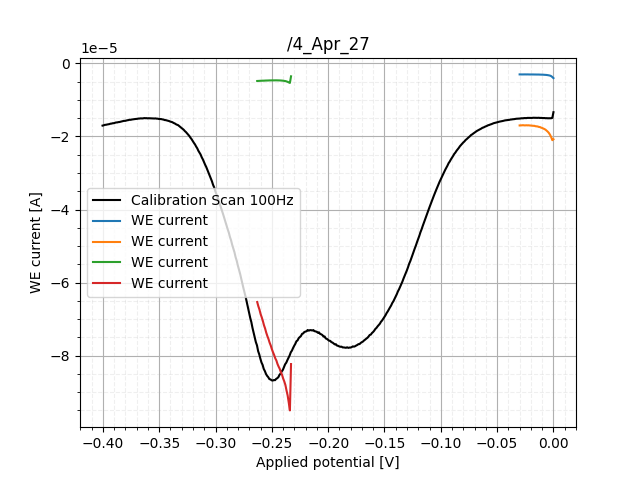 /4_Apr_27
1e−5
0
−2
−4
−6
−8
WE current [A]
Calibration Scan 100Hz
WE current
WE current
WE current
WE current
−0.40 −0.35 −0.30 −0.25 −0.20 −0.15 −0.10 −0.05 0.00
Applied potential [V]